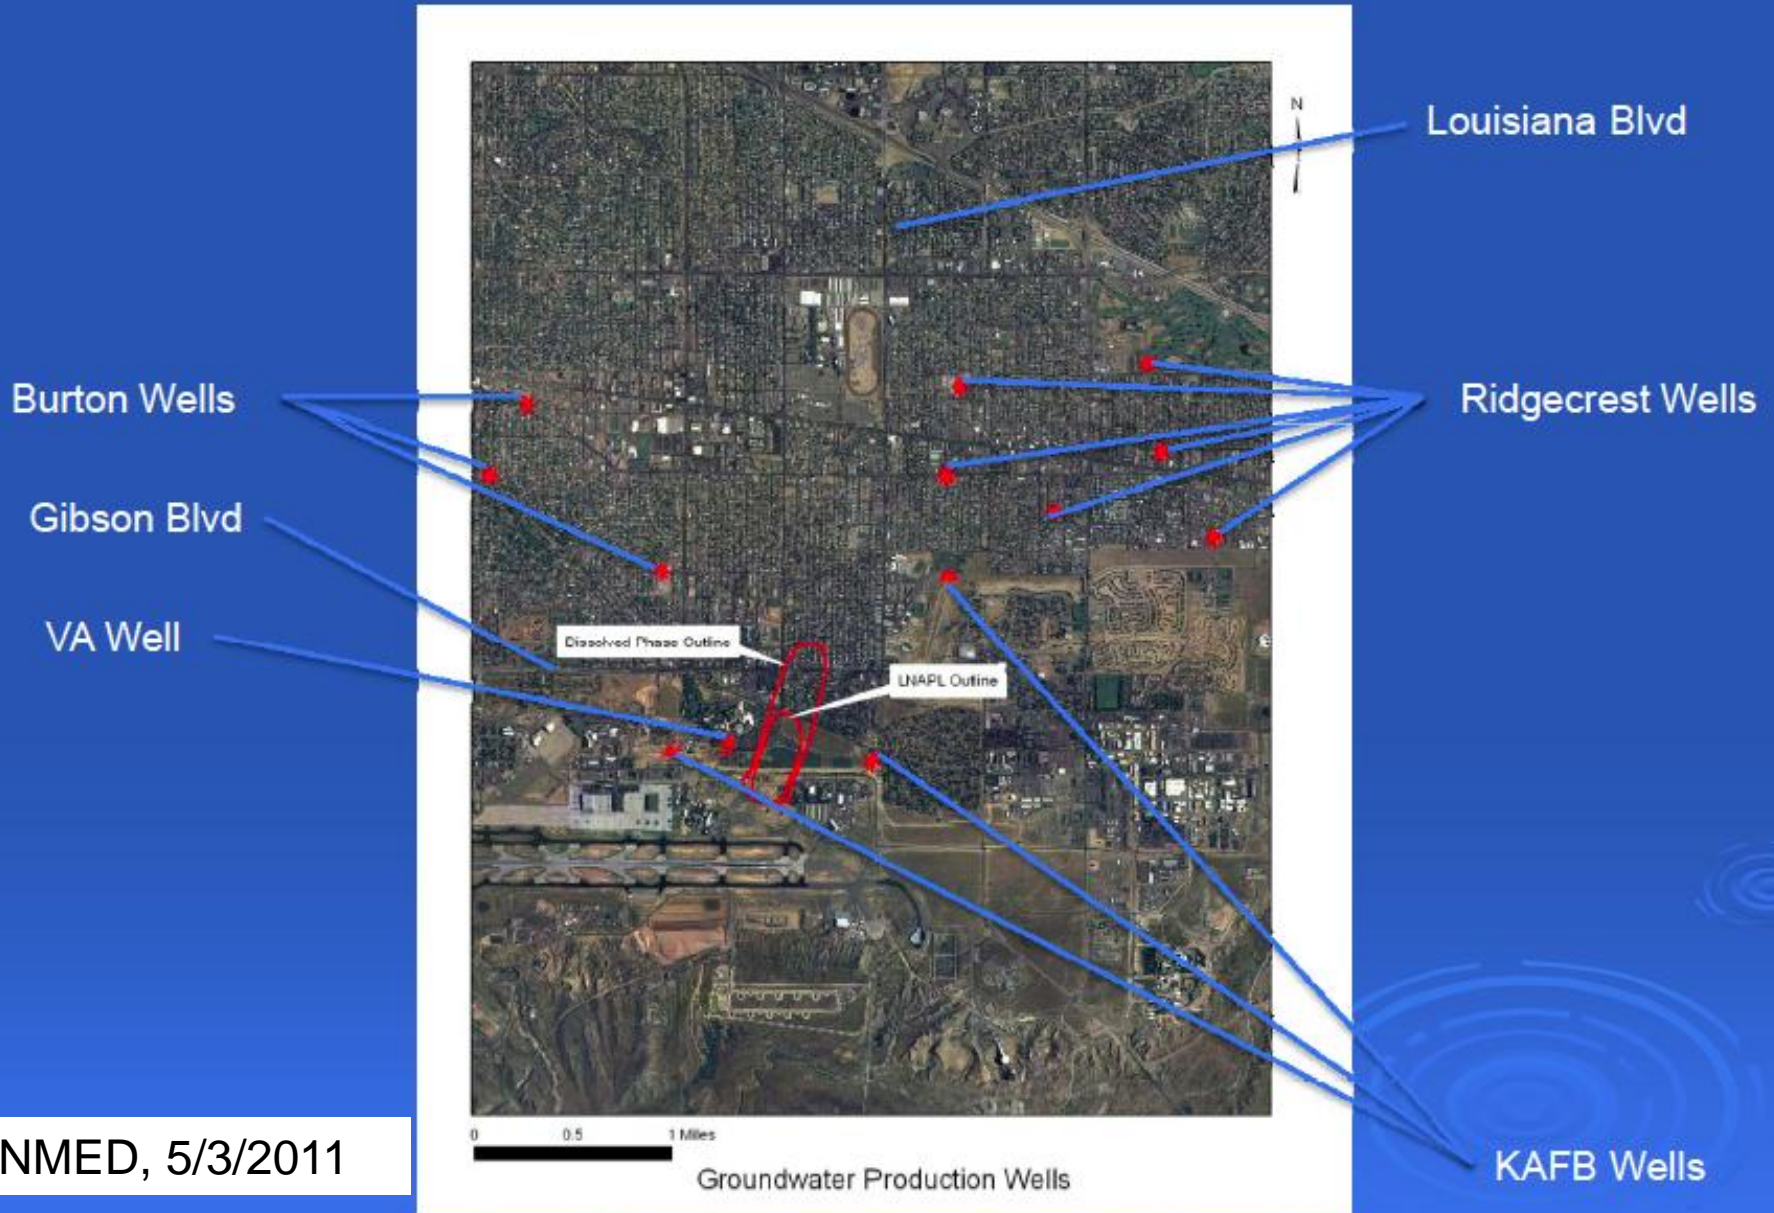 N
Louisiana Blvd
Burton Wells
Ridgecrest Wells
Gibson Blvd
VA Well
Dissolved Phase Outline
LNAPL Outline
0 0.5 1 Miles
Groundwater Production Wells
NMED, 5/3/2011
KAFB Wells